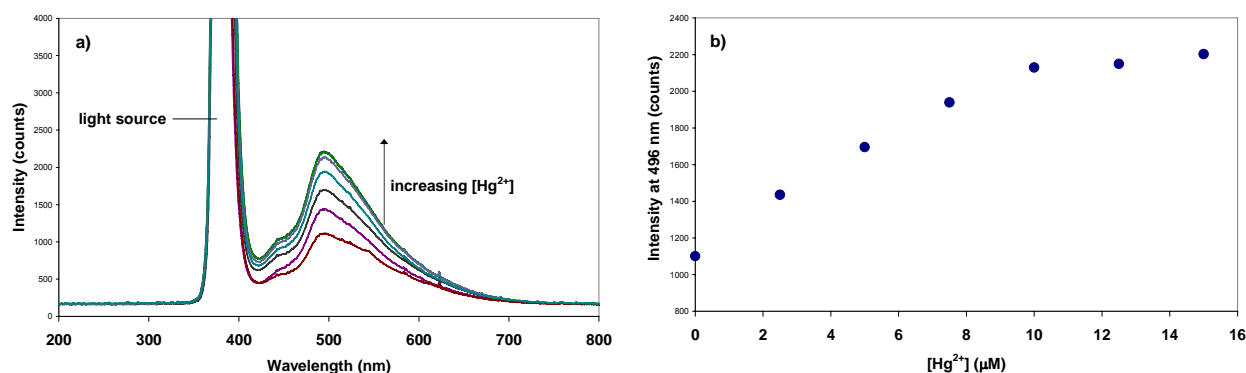 a)
4000
3500
3000
2500
2000
1500
1000
500
0
Intensity (counts)
light source
increasing [Hg2+]
200 300 400 500 600 700 800
Wavelength (nm)
b)
2400
2200
2000
1800
1600
1400
1200
1000
800
Intensity at 496 nm (counts)
0 2 4 6 8 10 12 14 16
[Hg2+] (μM)